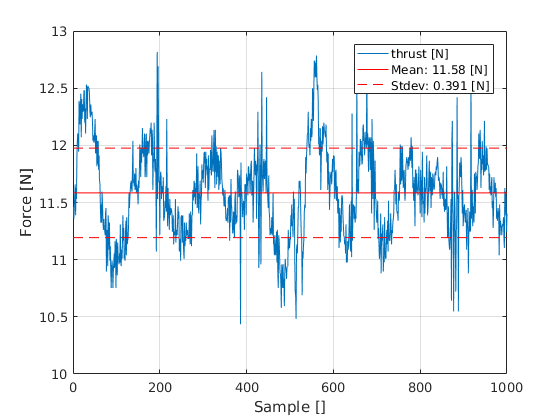 thrust [N]
Mean: 11.58 [N]
Stdev: 0.391 [N]
Force [N]
13
12.5
12
11.5
11
10.5
10
0 200 400 600 800 1000
Sample []